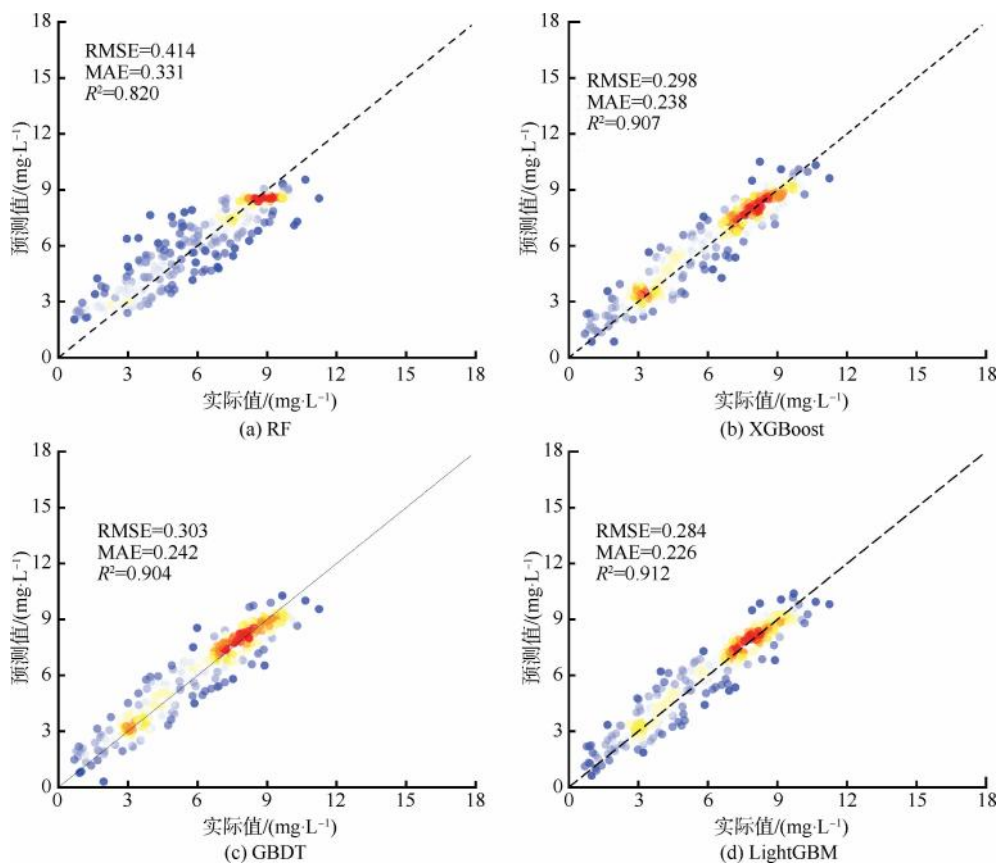 18
15
12
9
6
3
0
预测值/(mg·L⁻¹)
RMSE=0.414
MAE=0.331
R²=0.820
0 3 6 9 12 15 18
实际值/(mg·L⁻¹)
(a) RF
18
15
12
9
6
3
0
预测值/(mg·L⁻¹)
RMSE=0.298
MAE=0.238
R²=0.907
0 3 6 9 12 15 18
实际值/(mg·L⁻¹)
(b) XGBoost
18
15
12
9
6
3
0
预测值/(mg·L⁻¹)
RMSE=0.303
MAE=0.242
R²=0.904
0 3 6 9 12 15 18
实际值/(mg·L⁻¹)
(c) GBDT
18
15
12
9
6
3
0
预测值/(mg·L⁻¹)
RMSE=0.284
MAE=0.226
R²=0.912
0 3 6 9 12 15 18
实际值/(mg·L⁻¹)
(d) LightGBM